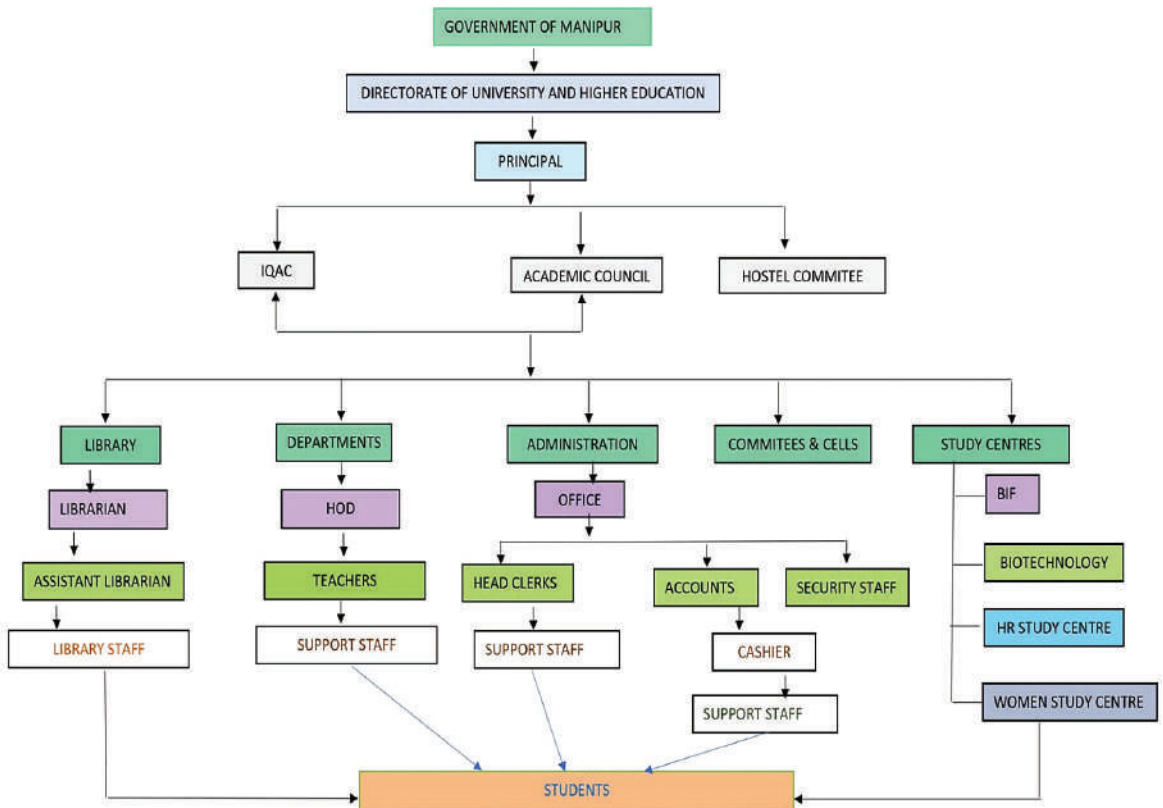 GOVERNMENT OF MANIPUR
DIRECTORATE OF UNIVERSITY AND HIGHER EDUCATION
PRINCIPAL
IQAC
ACADEMIC COUNCIL
HOSTEL COMMITEE
LIBRARY
DEPARTMENTS
ADMINISTRATION
COMMITEES & CELLS
STUDY CENTRES
LIBRARIAN
HOD
OFFICE
BIF
ASSISTANT LIBRARIAN
TEACHERS
HEAD CLERKS
ACCOUNTS
SECURITY STAFF
BIOTECHNOLOGY
LIBRARY STAFF
SUPPORT STAFF
SUPPORT STAFF
CASHIER
HR STUDY CENTRE
SUPPORT STAFF
WOMEN STUDY CENTRE
STUDENTS